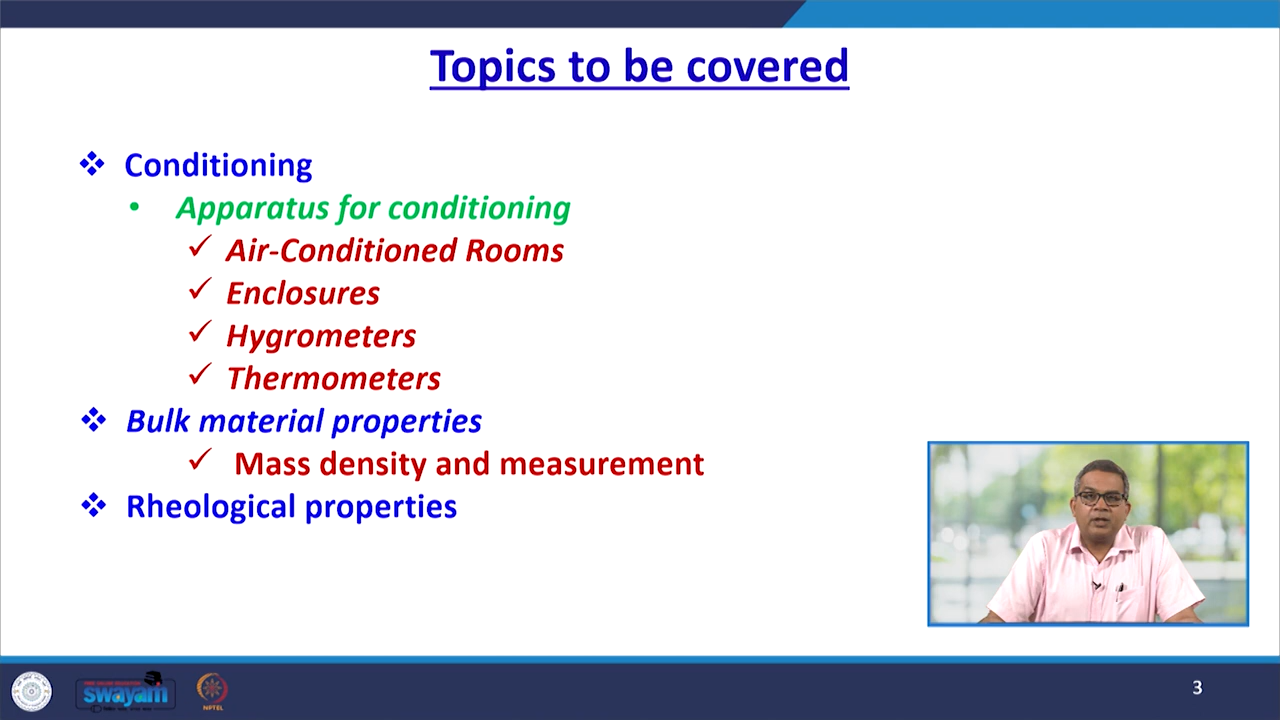 Topics to be covered
❖ Conditioning
• Apparatus for conditioning
✓ Air-Conditioned Rooms
✓ Enclosures
✓ Hygrometers
✓ Thermometers
❖ Bulk material properties
✓ Mass density and measurement
❖ Rheological properties
swayam
NPTEL
3